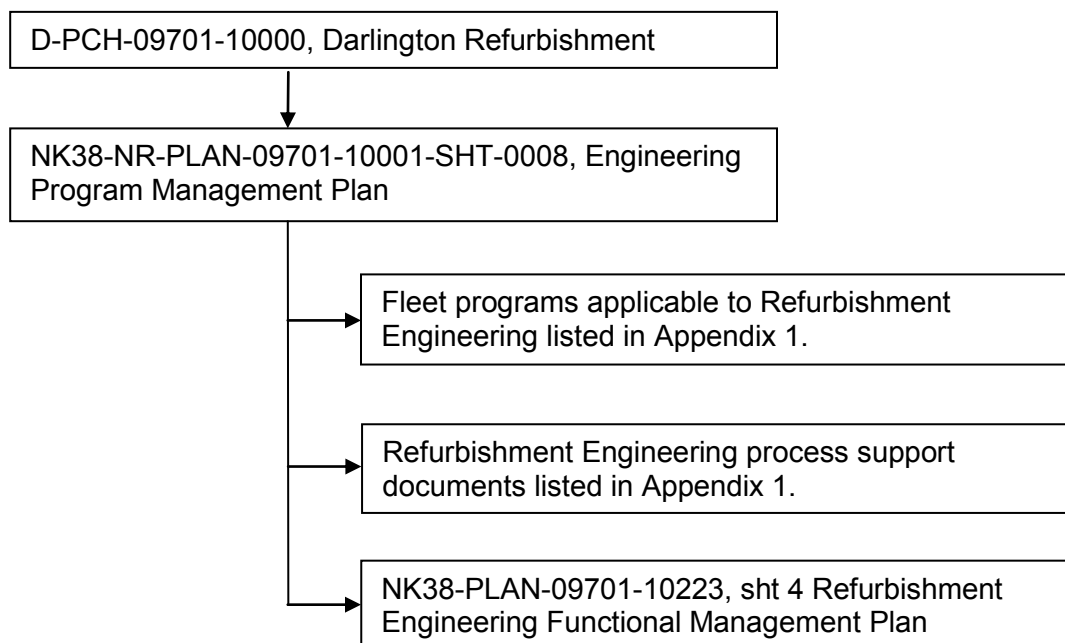 D-PCH-09701-10000, Darlington Refurbishment
NK38-NR-PLAN-09701-10001-SHT-0008, Engineering
Program Management Plan
Fleet programs applicable to Refurbishment
Engineering listed in Appendix 1.
Refurbishment Engineering process support
documents listed in Appendix 1.
NK38-PLAN-09701-10223, sht 4 Refurbishment
Engineering Functional Management Plan